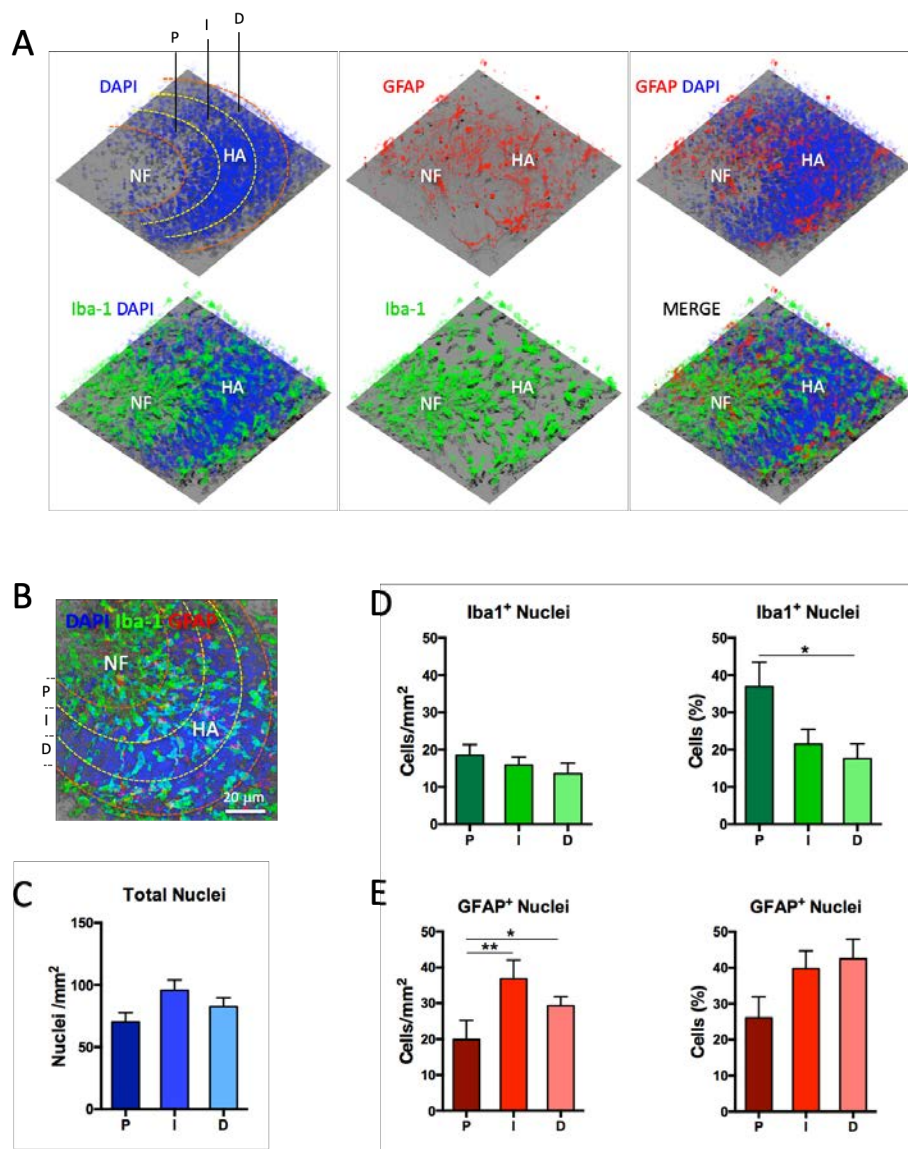 A
P
I
D
DAPI
NF
HA
GFAP
NF
HA
GFAP DAPI
NF
HA
Iba-1 DAPI
NF
HA
Iba-1
NF
HA
MERGE
NF
HA
B
DAPI Iba-1 GFAP
NF
HA
P
I
D
20 μm
C
Total Nuclei
Nuclei /mm²
150
100
50
0
P I D
D
Iba1⁺ Nuclei
Cells/mm²
50
40
30
20
10
0
P I D
Iba1⁺ Nuclei
Cells (%)
50
40
30
20
10
0
*
P I D
E
GFAP⁺ Nuclei
Cells/mm²
50
40
30
20
10
0
*
**
P I D
GFAP⁺ Nuclei
Cells (%)
50
40
30
20
10
0
P I D